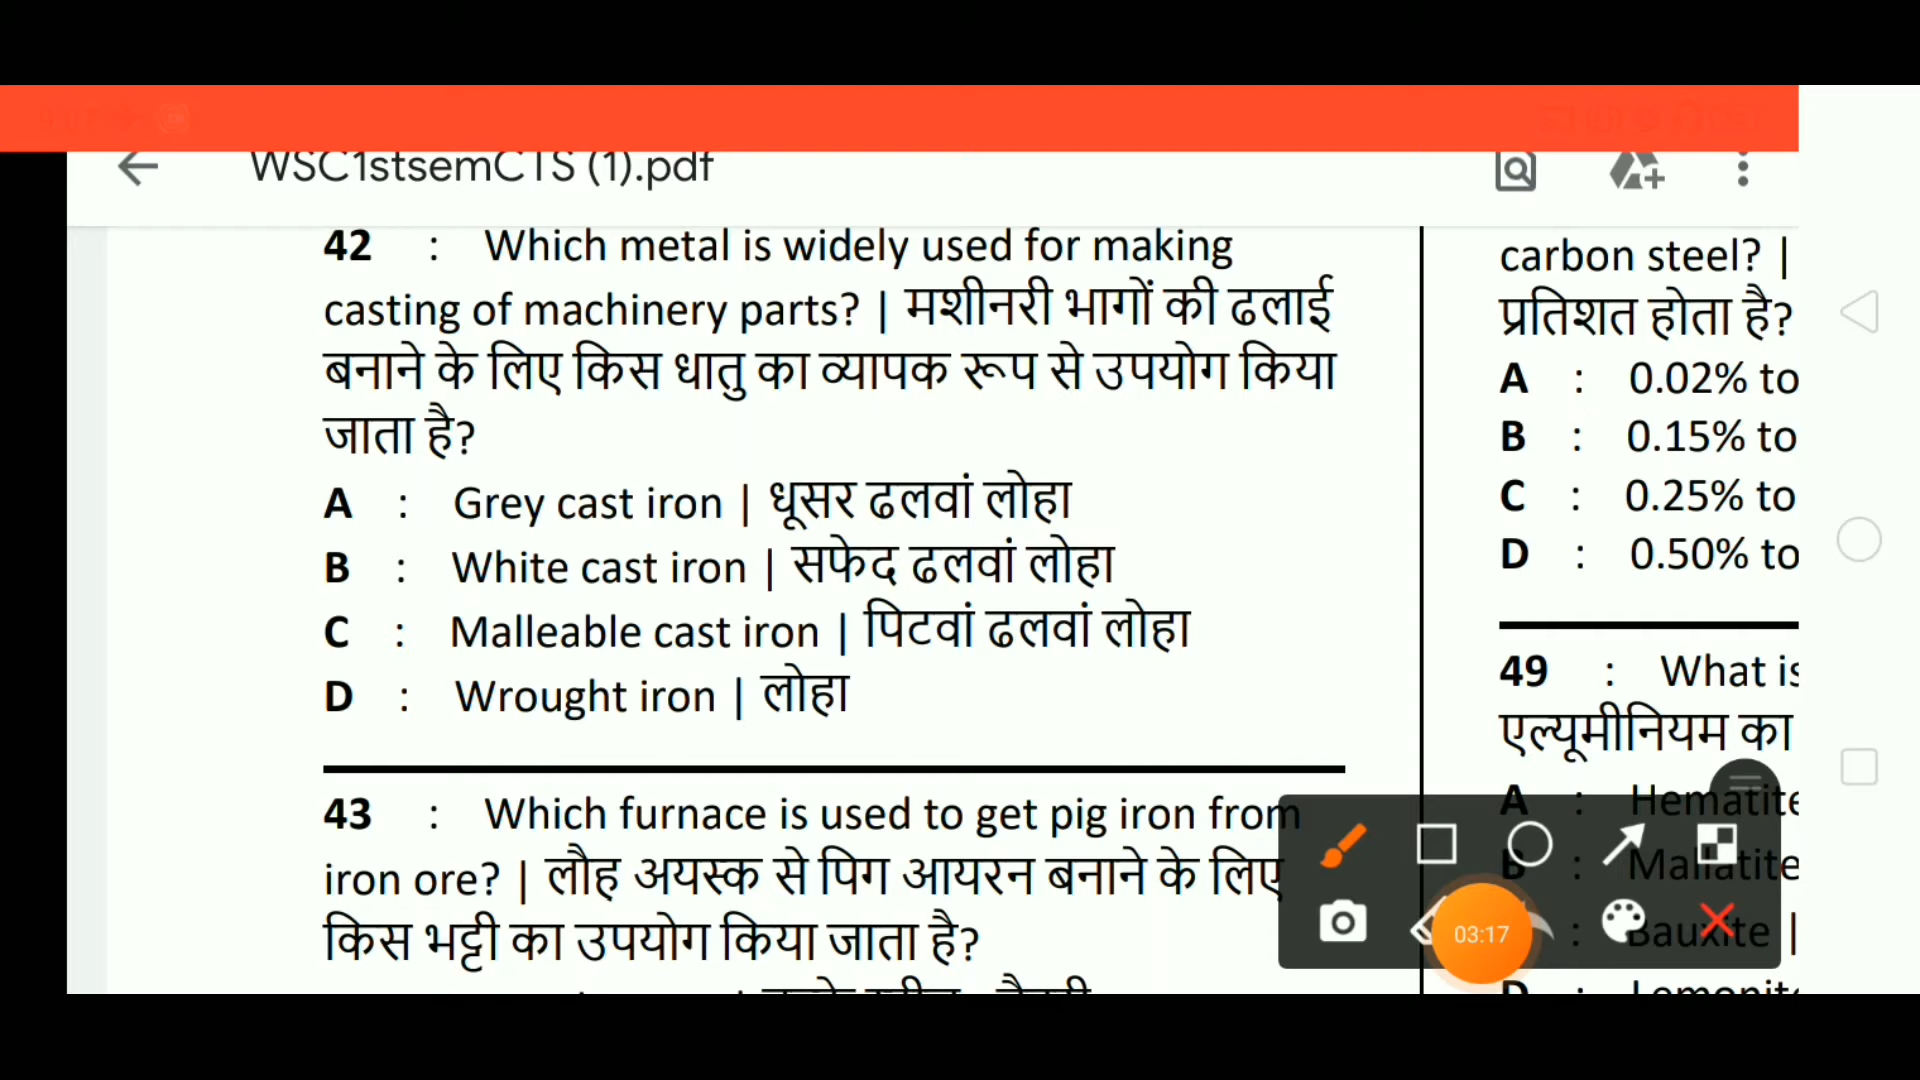 WSC1stsemCTS (1).pdf
42 : Which metal is widely used for making
casting of machinery parts? | मशीनरी भागों की ढलाई
बनाने के लिए किस धातु का व्यापक रूप से उपयोग किया
जाता है?
A : Grey cast iron | धूसर ढलवां लोहा
B : White cast iron | सफेद ढलवां लोहा
C : Malleable cast iron | पिटवां ढलवां लोहा
D : Wrought iron | लोहा
43 : Which furnace is used to get pig iron from
iron ore? | लौह अयस्क से पिग आयरन बनाने के लिए
किस भट्टी का उपयोग किया जाता है?
carbon steel? |
प्रतिशत होता है?
A : 0.02% to
B : 0.15% to
C : 0.25% to
D : 0.50% to
49 : What is
एल्यूमीनियम का
A : Hematite
B : Mallatite
: Bauxite |
03:17